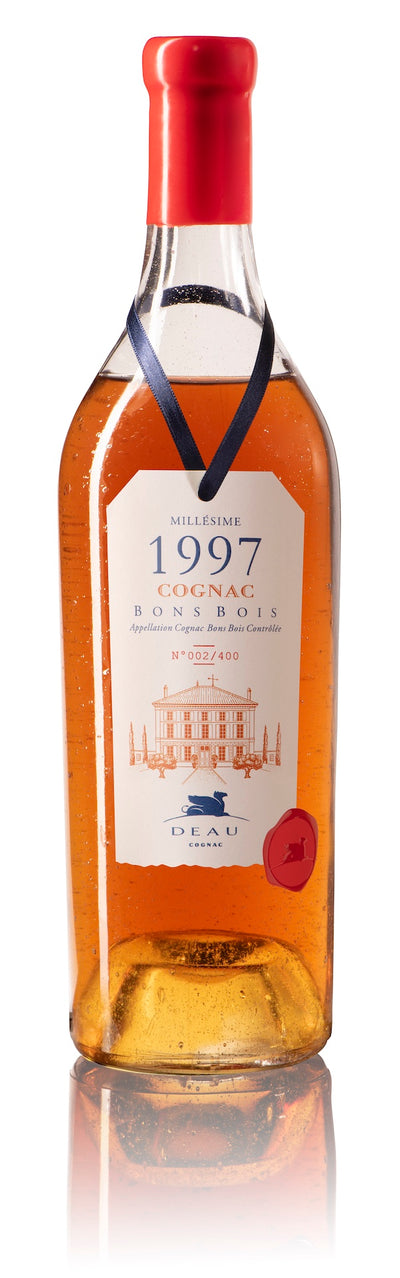 MILLÉSIME
1997
COGNAC
BONS BOIS
Appellation Cognac Bons Bois Contrôlée
N°002/400
DEAU
COGNAC